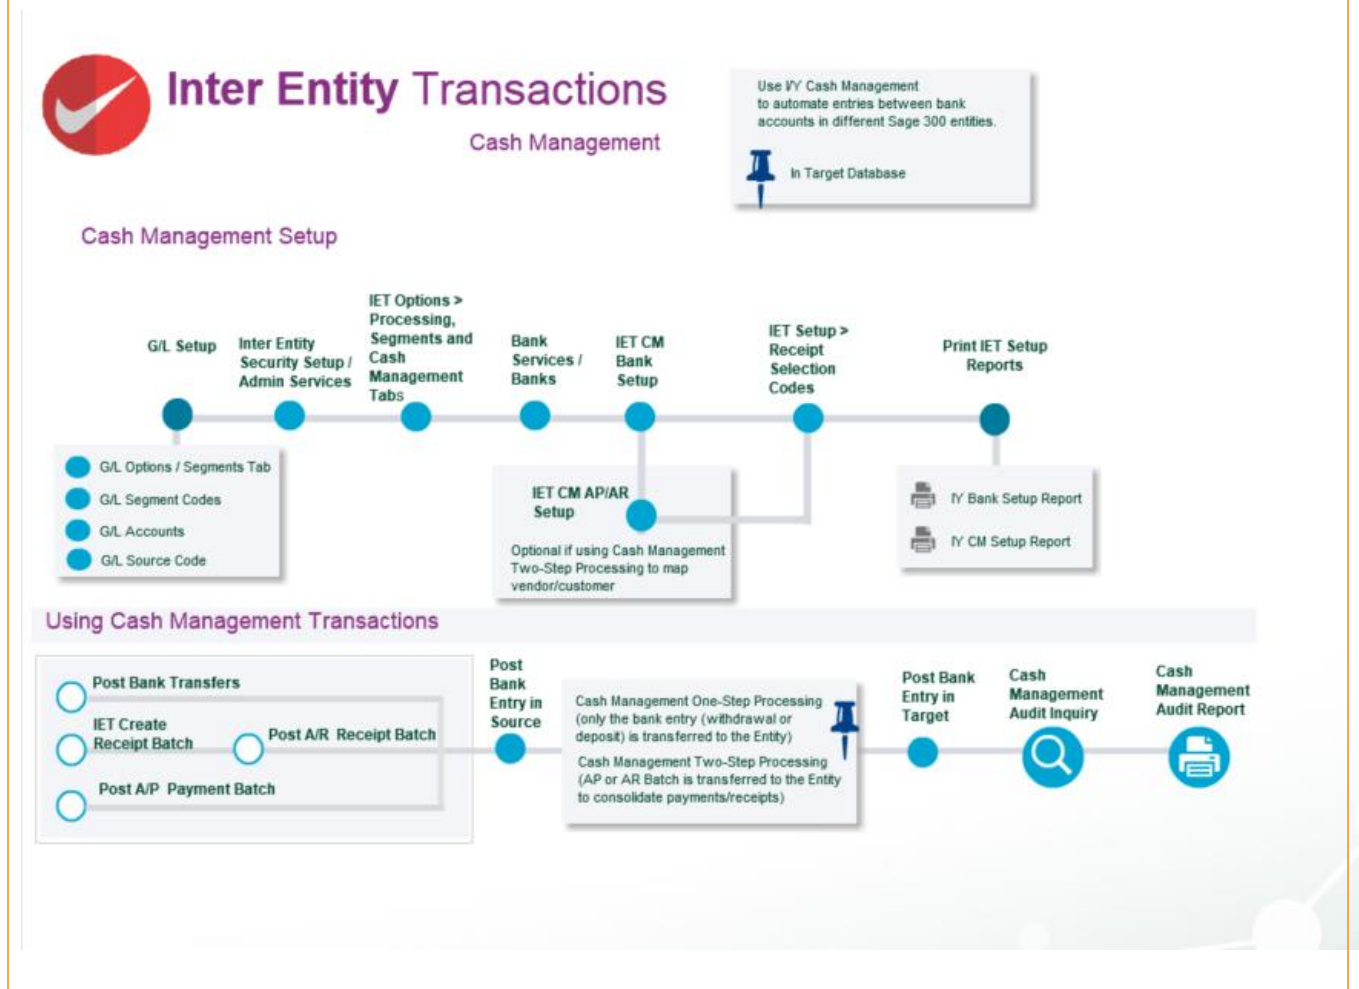 Inter Entity Transactions
Cash Management
Use I/Y Cash Management
to automate entries between bank
accounts in different Sage 300 entities.
In Target Database
Cash Management Setup
G/L Setup
Inter Entity
Security Setup /
Admin Services
IET Options >
Processing,
Segments and
Cash
Management
Tabs
Bank
Services /
Banks
IET CM
Bank
Setup
IET Setup >
Receipt
Selection
Codes
Print IET Setup
Reports
G/L Options / Segments Tab
G/L Segment Codes
G/L Accounts
G/L Source Code
IET CM AP/AR
Setup
Optional if using Cash Management
Two-Step Processing to map
vendor/customer
IY Bank Setup Report
IY CM Setup Report
Using Cash Management Transactions
Post Bank Transfers
IET Create
Receipt Batch
Post A/R Receipt Batch
Post A/P Payment Batch
Post
Bank
Entry in
Source
Cash Management One-Step Processing
(only the bank entry (withdrawal or
deposit) is transferred to the Entity)
Cash Management Two-Step Processing
(AP or AR Batch is transferred to the Entity
to consolidate payments/receipts)
Post Bank
Entry in
Target
Cash
Management
Audit Inquiry
Cash
Management
Audit Report